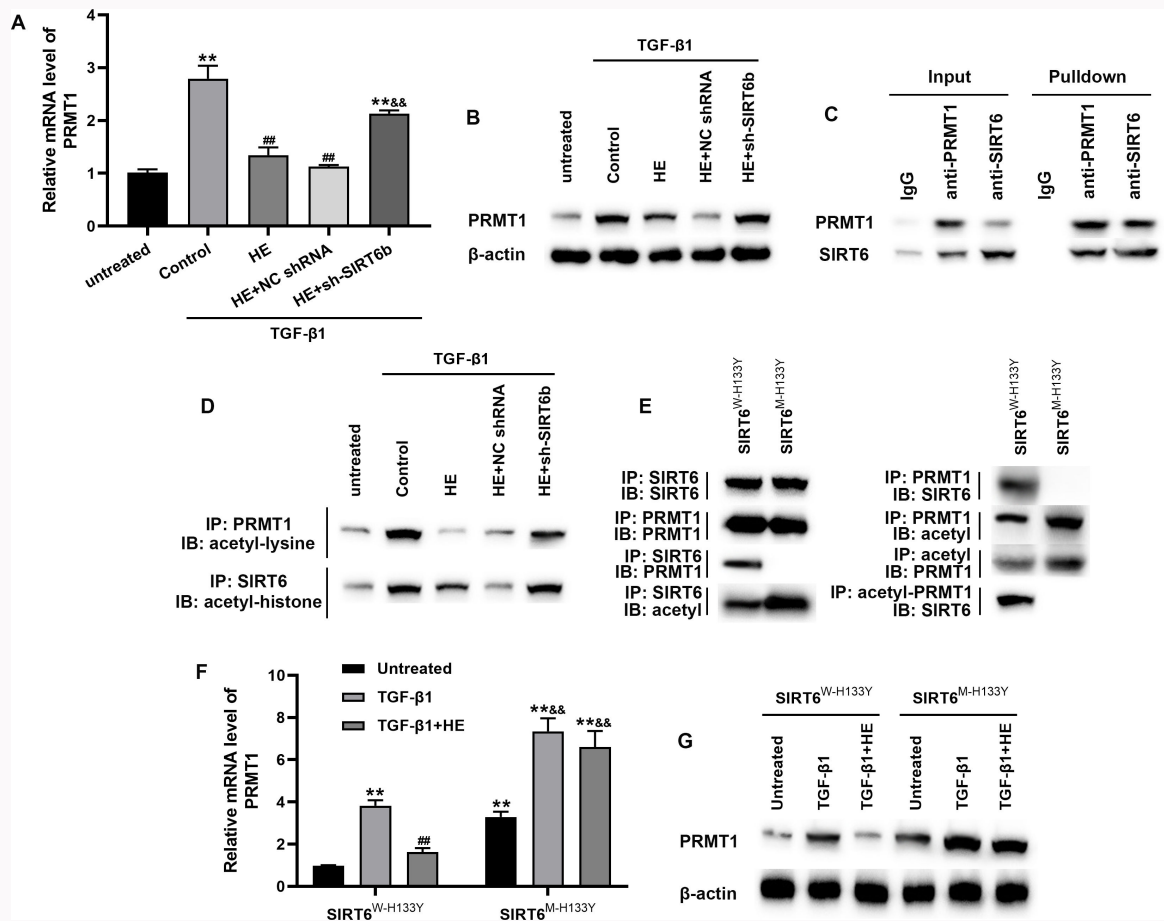 A
Relative mRNA level of
PRMT1
4
3
2
1
0
**
##
##
**&&
untreated
Control
HE
HE+NC shRNA
HE+sh-SIRT6b
TGF-β1
B
TGF-β1
untreated
Control
HE
HE+NC shRNA
HE+sh-SIRT6b
PRMT1
β-actin
C
Input
Pulldown
IgG
anti-PRMT1
anti-SIRT6
IgG
anti-PRMT1
anti-SIRT6
PRMT1
SIRT6
D
TGF-β1
untreated
Control
HE
HE+NC shRNA
HE+sh-SIRT6b
IP: PRMT1
IB: acetyl-lysine
IP: SIRT6
IB: acetyl-histone
E
SIRT6W-H133Y
SIRT6M-H133Y
IP: SIRT6
IB: SIRT6
IP: PRMT1
IB: PRMT1
IP: SIRT6
IB: PRMT1
IP: SIRT6
IB: acetyl
SIRT6W-H133Y
SIRT6M-H133Y
IP: PRMT1
IB: SIRT6
IP: PRMT1
IB: acetyl
IP: acetyl
IB: PRMT1
IP: acetyl-PRMT1
IB: SIRT6
F
Relative mRNA level of
PRMT1
10
8
6
4
2
0
Untreated
TGF-β1
TGF-β1+HE
**
##
**
**&&
**&&
SIRT6W-H133Y
SIRT6M-H133Y
G
SIRT6W-H133Y
SIRT6M-H133Y
Untreated
TGF-β1
TGF-β1+HE
Untreated
TGF-β1
TGF-β1+HE
PRMT1
β-actin